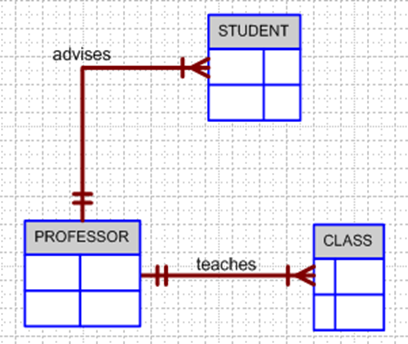 STUDENT
advises
PROFESSOR
teaches
CLASS